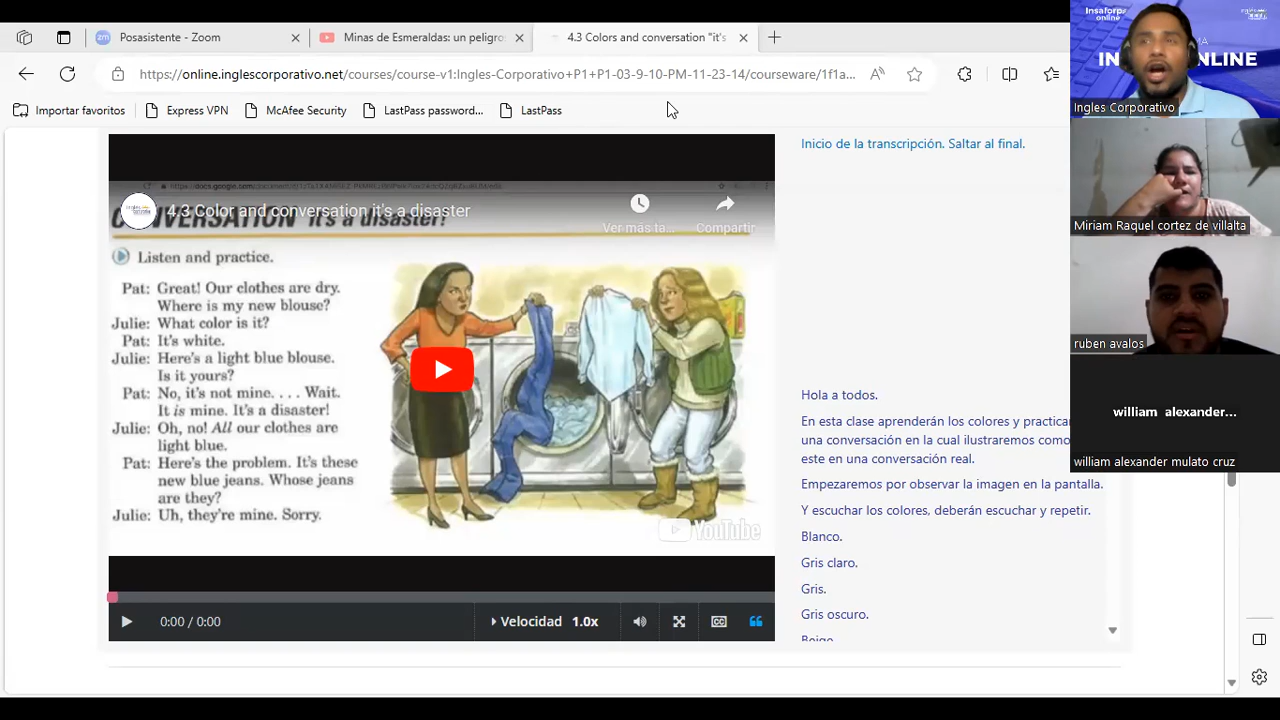 Posasistente - Zoom
Minas de Esmeraldas: un peligro
4.3 Colors and conversation "it's
https://online.inglescorporativo.net/courses/course-v1:Ingles-Corporativo+P1+P1-03-9-10-PM-11-23-14/courseware/1f1a...
Importar favoritos
Express VPN
McAfee Security
LastPass password...
LastPass
4.3 Color and conversation it's a disaster
Ver más ta...
Compartir
CONVERSATION It's a disaster!
Listen and practice.
Pat: Great! Our clothes are dry.
Where is my new blouse?
Julie: What color is it?
Pat: It's white.
Julie: Here's a light blue blouse.
Is it yours?
Pat: No, it's not mine. . . . Wait.
It is mine. It's a disaster!
Julie: Oh, no! All our clothes are
light blue.
Pat: Here's the problem. It's these
new blue jeans. Whose jeans
are they?
Julie: Uh, they're mine. Sorry.
YouTube
0:00 / 0:00
Velocidad 1.0x
Inicio de la transcripción. Saltar al final.
Hola a todos.
En esta clase aprenderán los colores y practicar
una conversación en la cual ilustraremos como
este en una conversación real.
Empezaremos por observar la imagen en la pantalla.
Y escuchar los colores, deberán escuchar y repetir.
Blanco.
Gris claro.
Gris.
Gris oscuro.
Beige.
Insaforp
online
IN
NLINE
Ingles Corporativo
Miriam Raquel cortez de villalta
ruben avalos
william alexander...
william alexander mulato cruz